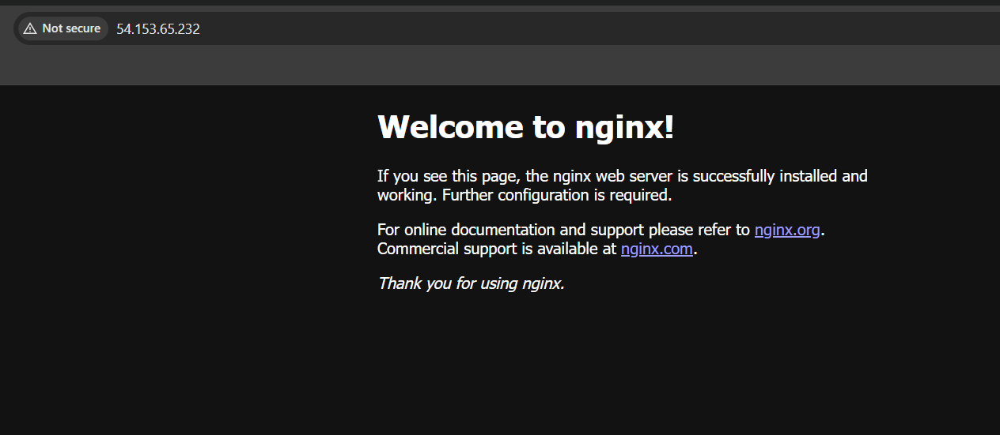 Not secure 54.153.65.232
Welcome to nginx!
If you see this page, the nginx web server is successfully installed and
working. Further configuration is required.
For online documentation and support please refer to nginx.org.
Commercial support is available at nginx.com.
Thank you for using nginx.